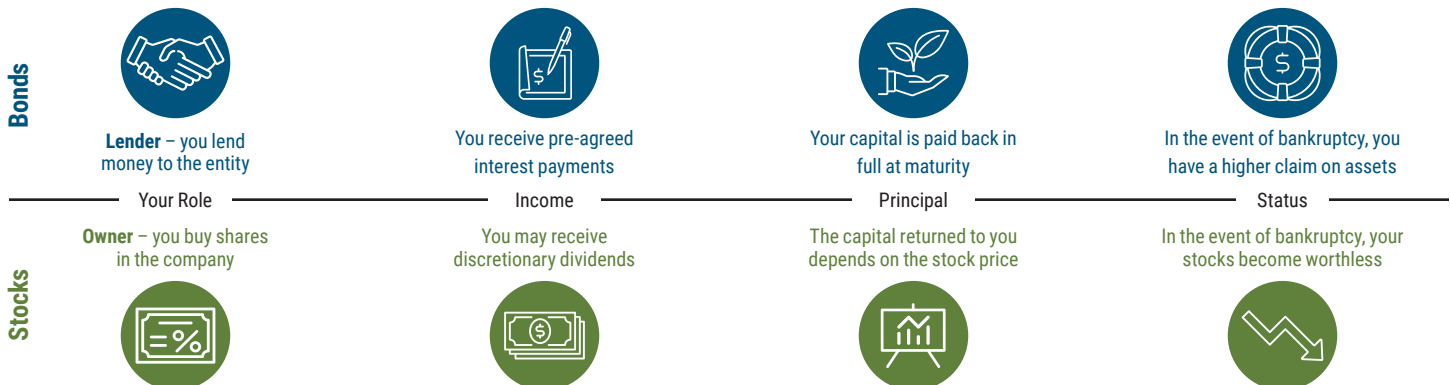 Bonds
Lender – you lend
money to the entity
You receive pre-agreed
interest payments
Your capital is paid back in
full at maturity
In the event of bankruptcy, you
have a higher claim on assets
Your Role
Income
Principal
Status
Stocks
Owner – you buy shares
in the company
You may receive
discretionary dividends
The capital returned to you
depends on the stock price
In the event of bankruptcy, your
stocks become worthless
$
$
= %
$